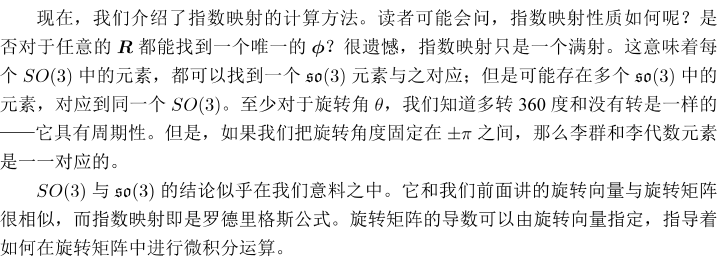 现在，我们介绍了指数映射的计算方法。读者可能会问，指数映射性质如何呢？是
否对于任意的 R 都能找到一个唯一的 ϕ？很遗憾，指数映射只是一个满射。这意味着每
个 SO(3) 中的元素，都可以找到一个 𝔰𝔬(3) 元素与之对应；但是可能存在多个 𝔰𝔬(3) 中的
元素，对应到同一个 SO(3)。至少对于旋转角 θ，我们知道多转 360 度和没有转是一样的
——它具有周期性。但是，如果我们把旋转角度固定在 ±π 之间，那么李群和李代数元素
是一一对应的。
SO(3) 与 𝔰𝔬(3) 的结论似乎在我们意料之中。它和我们前面讲的旋转向量与旋转矩阵
很相似，而指数映射即是罗德里格斯公式。旋转矩阵的导数可以由旋转向量指定，指导着
如何在旋转矩阵中进行微积分运算。